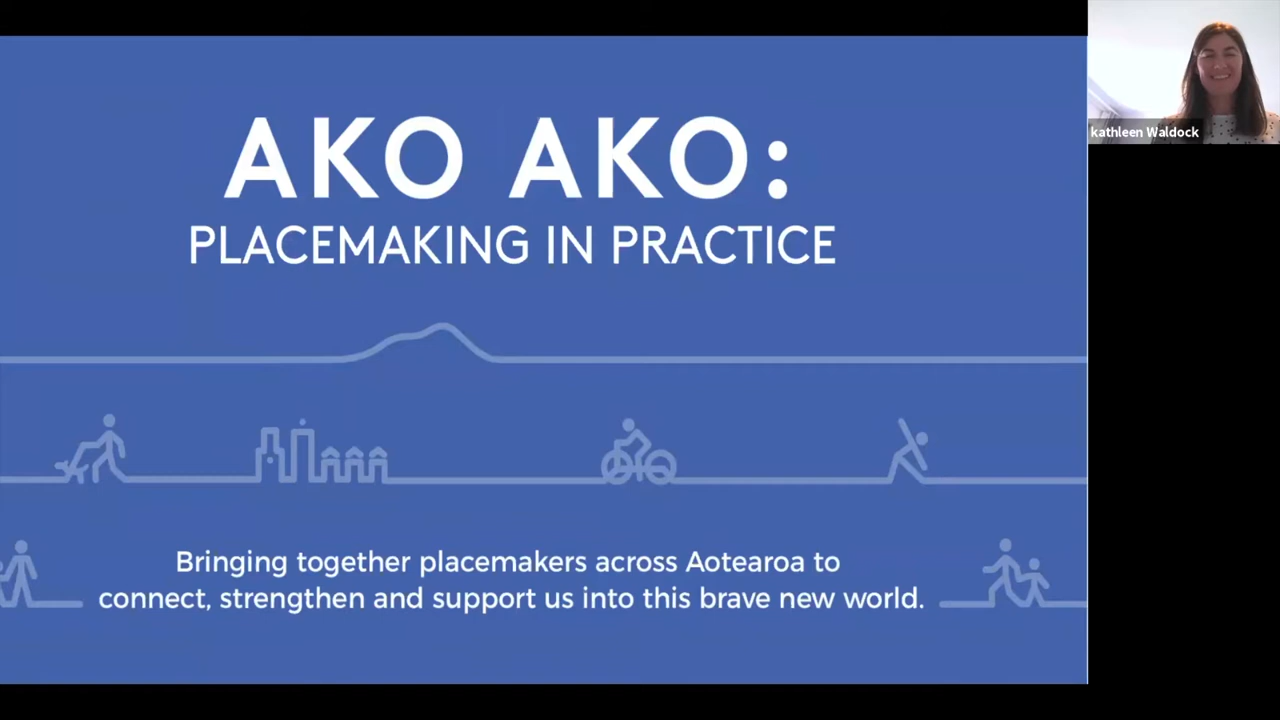 AKO AKO:
PLACEMAKING IN PRACTICE
Bringing together placemakers across Aotearoa to
connect, strengthen and support us into this brave new world.
kathleen Waldock